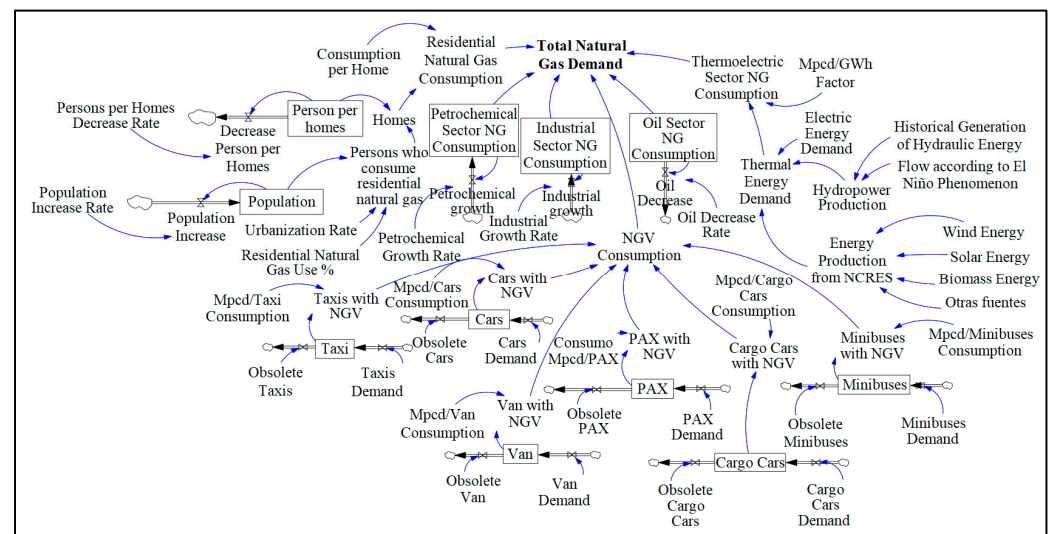 Consumption
per Home
Residential
Natural Gas
Consumption
Total Natural
Gas Demand
Thermoelectric
Sector NG
Consumption
Mpcd/GWh
Factor
Persons per Homes
Decrease Rate
Decrease
Person per
Homes
Person per
homes
Homes
Petrochemical
Sector NG
Consumption
Industrial
Sector NG
Consumption
Oil Sector
NG
Consumption
Electric
Energy
Demand
Historical Generation
of Hydraulic Energy
Flow according to El
Niño Phenomenon
Thermal
Energy
Demand
Hydropower
Production
Persons who
consume
residential
natural gas
Petrochemical
growth
Industrial
growth
Oil
Decrease
Population
Increase Rate
Population
Increase
Population
Urbanization Rate
Industrial
Growth Rate
Oil Decrease
Rate
Petrochemical
Growth Rate
Residential Natural
Gas Use %
NGV
Consumption
Energy
Production
from NCRES
Wind Energy
Solar Energy
Biomass Energy
Otras fuentes
Mpcd/Taxi
Consumption
Taxis with
NGV
Mpcd/Cars
Consumption
Cars with
NGV
Mpcd/Cargo
Cars
Consumption
Obsolete
Cars
Cars
Cars
Demand
Consumo
Mpcd/PAX
PAX with
NGV
Cargo Cars
with NGV
Minibuses
with NGV
Mpcd/Minibuses
Consumption
Obsolete
Taxis
Taxi
Taxis
Demand
Obsolete
PAX
PAX
PAX
Demand
Obsolete
Minibuses
Minibuses
Minibuses
Demand
Mpcd/Van
Consumption
Van with
NGV
Obsolete
Van
Van
Van
Demand
Obsolete
Cargo
Cars
Cargo Cars
Cargo
Cars
Demand